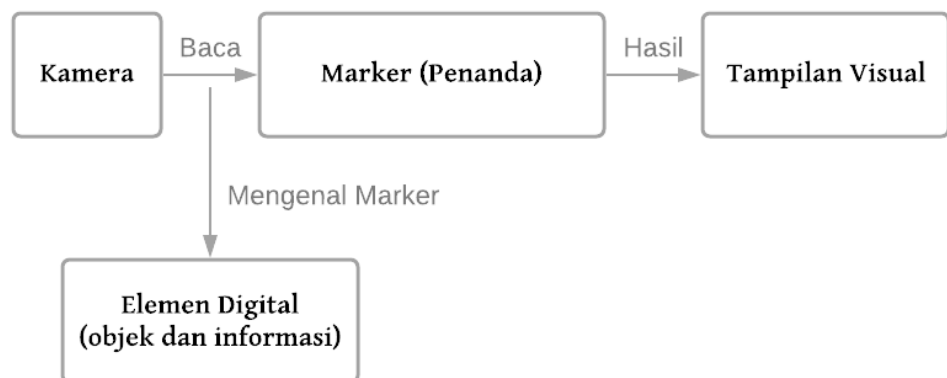 Kamera
Baca
Marker (Penanda)
Hasil
Tampilan Visual
Mengenal Marker
Elemen Digital
(objek dan informasi)